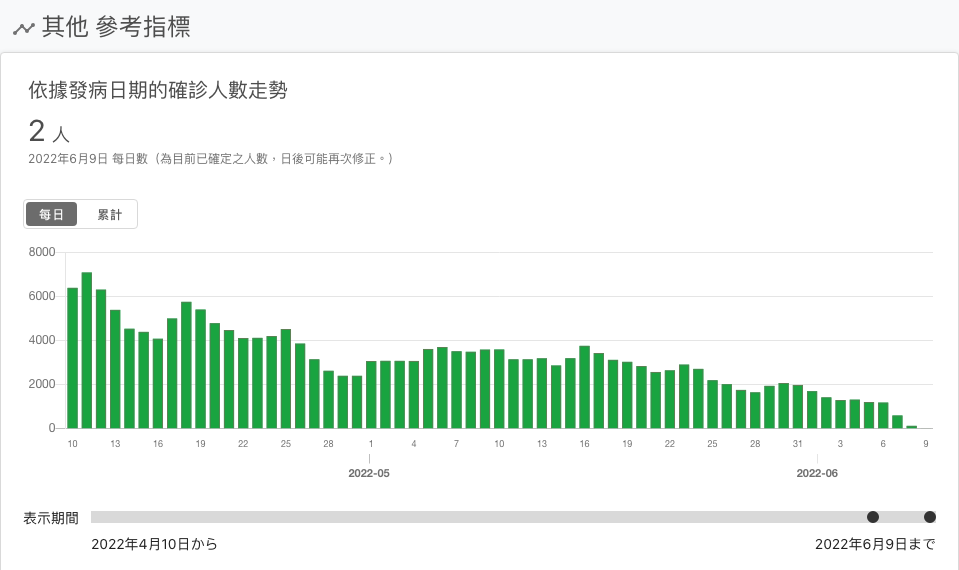 其他 參考指標
依據發病日期的確診人數走勢
2 人
2022年6月9日 每日數（為目前已確定之人數，日後可能再次修正。）
每日 累計
8000
6000
4000
2000
0
10 13 16 19 22 25 28 1 4 7 10 13 16 19 22 25 28 31 3 6 9
2022-05 2022-06
表示期間
2022年4月10日から 2022年6月9日まで